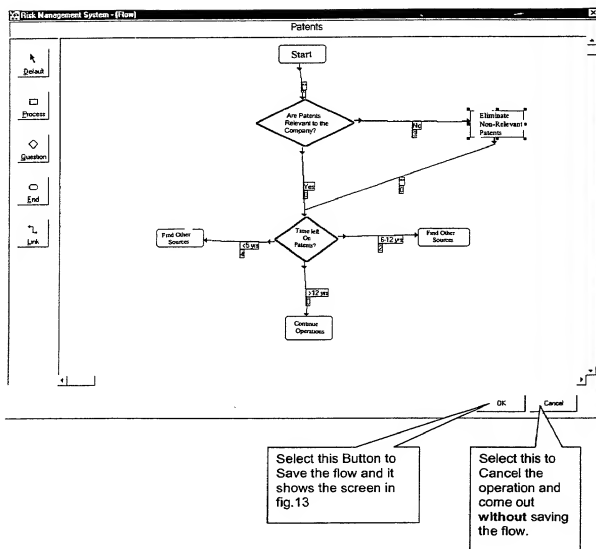 Risk Management System - (Flow)
Patents
Default
Process
Question
End
Link
Start
Are Patents
Relevant to the
Company?
No
Eliminate
Non-Relevant
Patents
Yes
Find Other
Sources
<5 yrs
4
Time left
On
Patents?
6-12 yrs
Find Other
Sources
>12 yrs
Continue
Operations
OK
Cancel
Select this Button to
Save the flow and it
shows the screen in
fig.13
Select this to
Cancel the
operation and
come out
without saving
the flow.